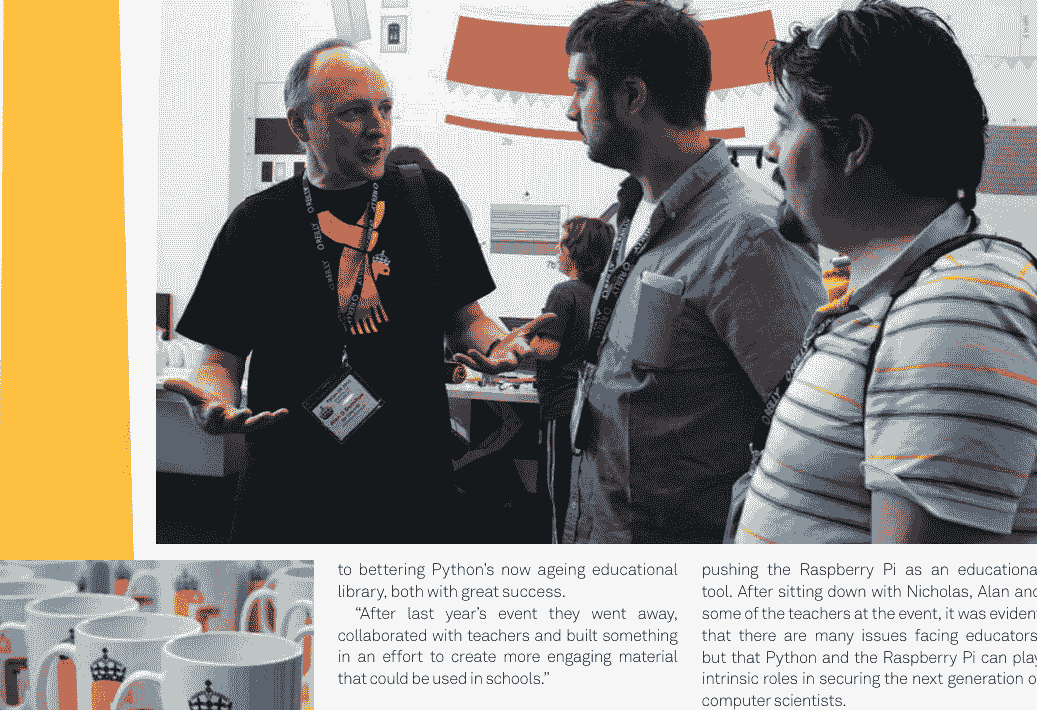 O'REILLY
to bettering Python's now ageing educational
library, both with great success.
“After last year's event they went away,
collaborated with teachers and built something
in an effort to create more engaging material
that could be used in schools.”
pushing the Raspberry Pi as an educationa
tool. After sitting down with Nicholas, Alan and
some of the teachers at the event, it was eviden
that there are many issues facing educators
but that Python and the Raspberry Pi can play
intrinsic roles in securing the next generation o
computer scientists.